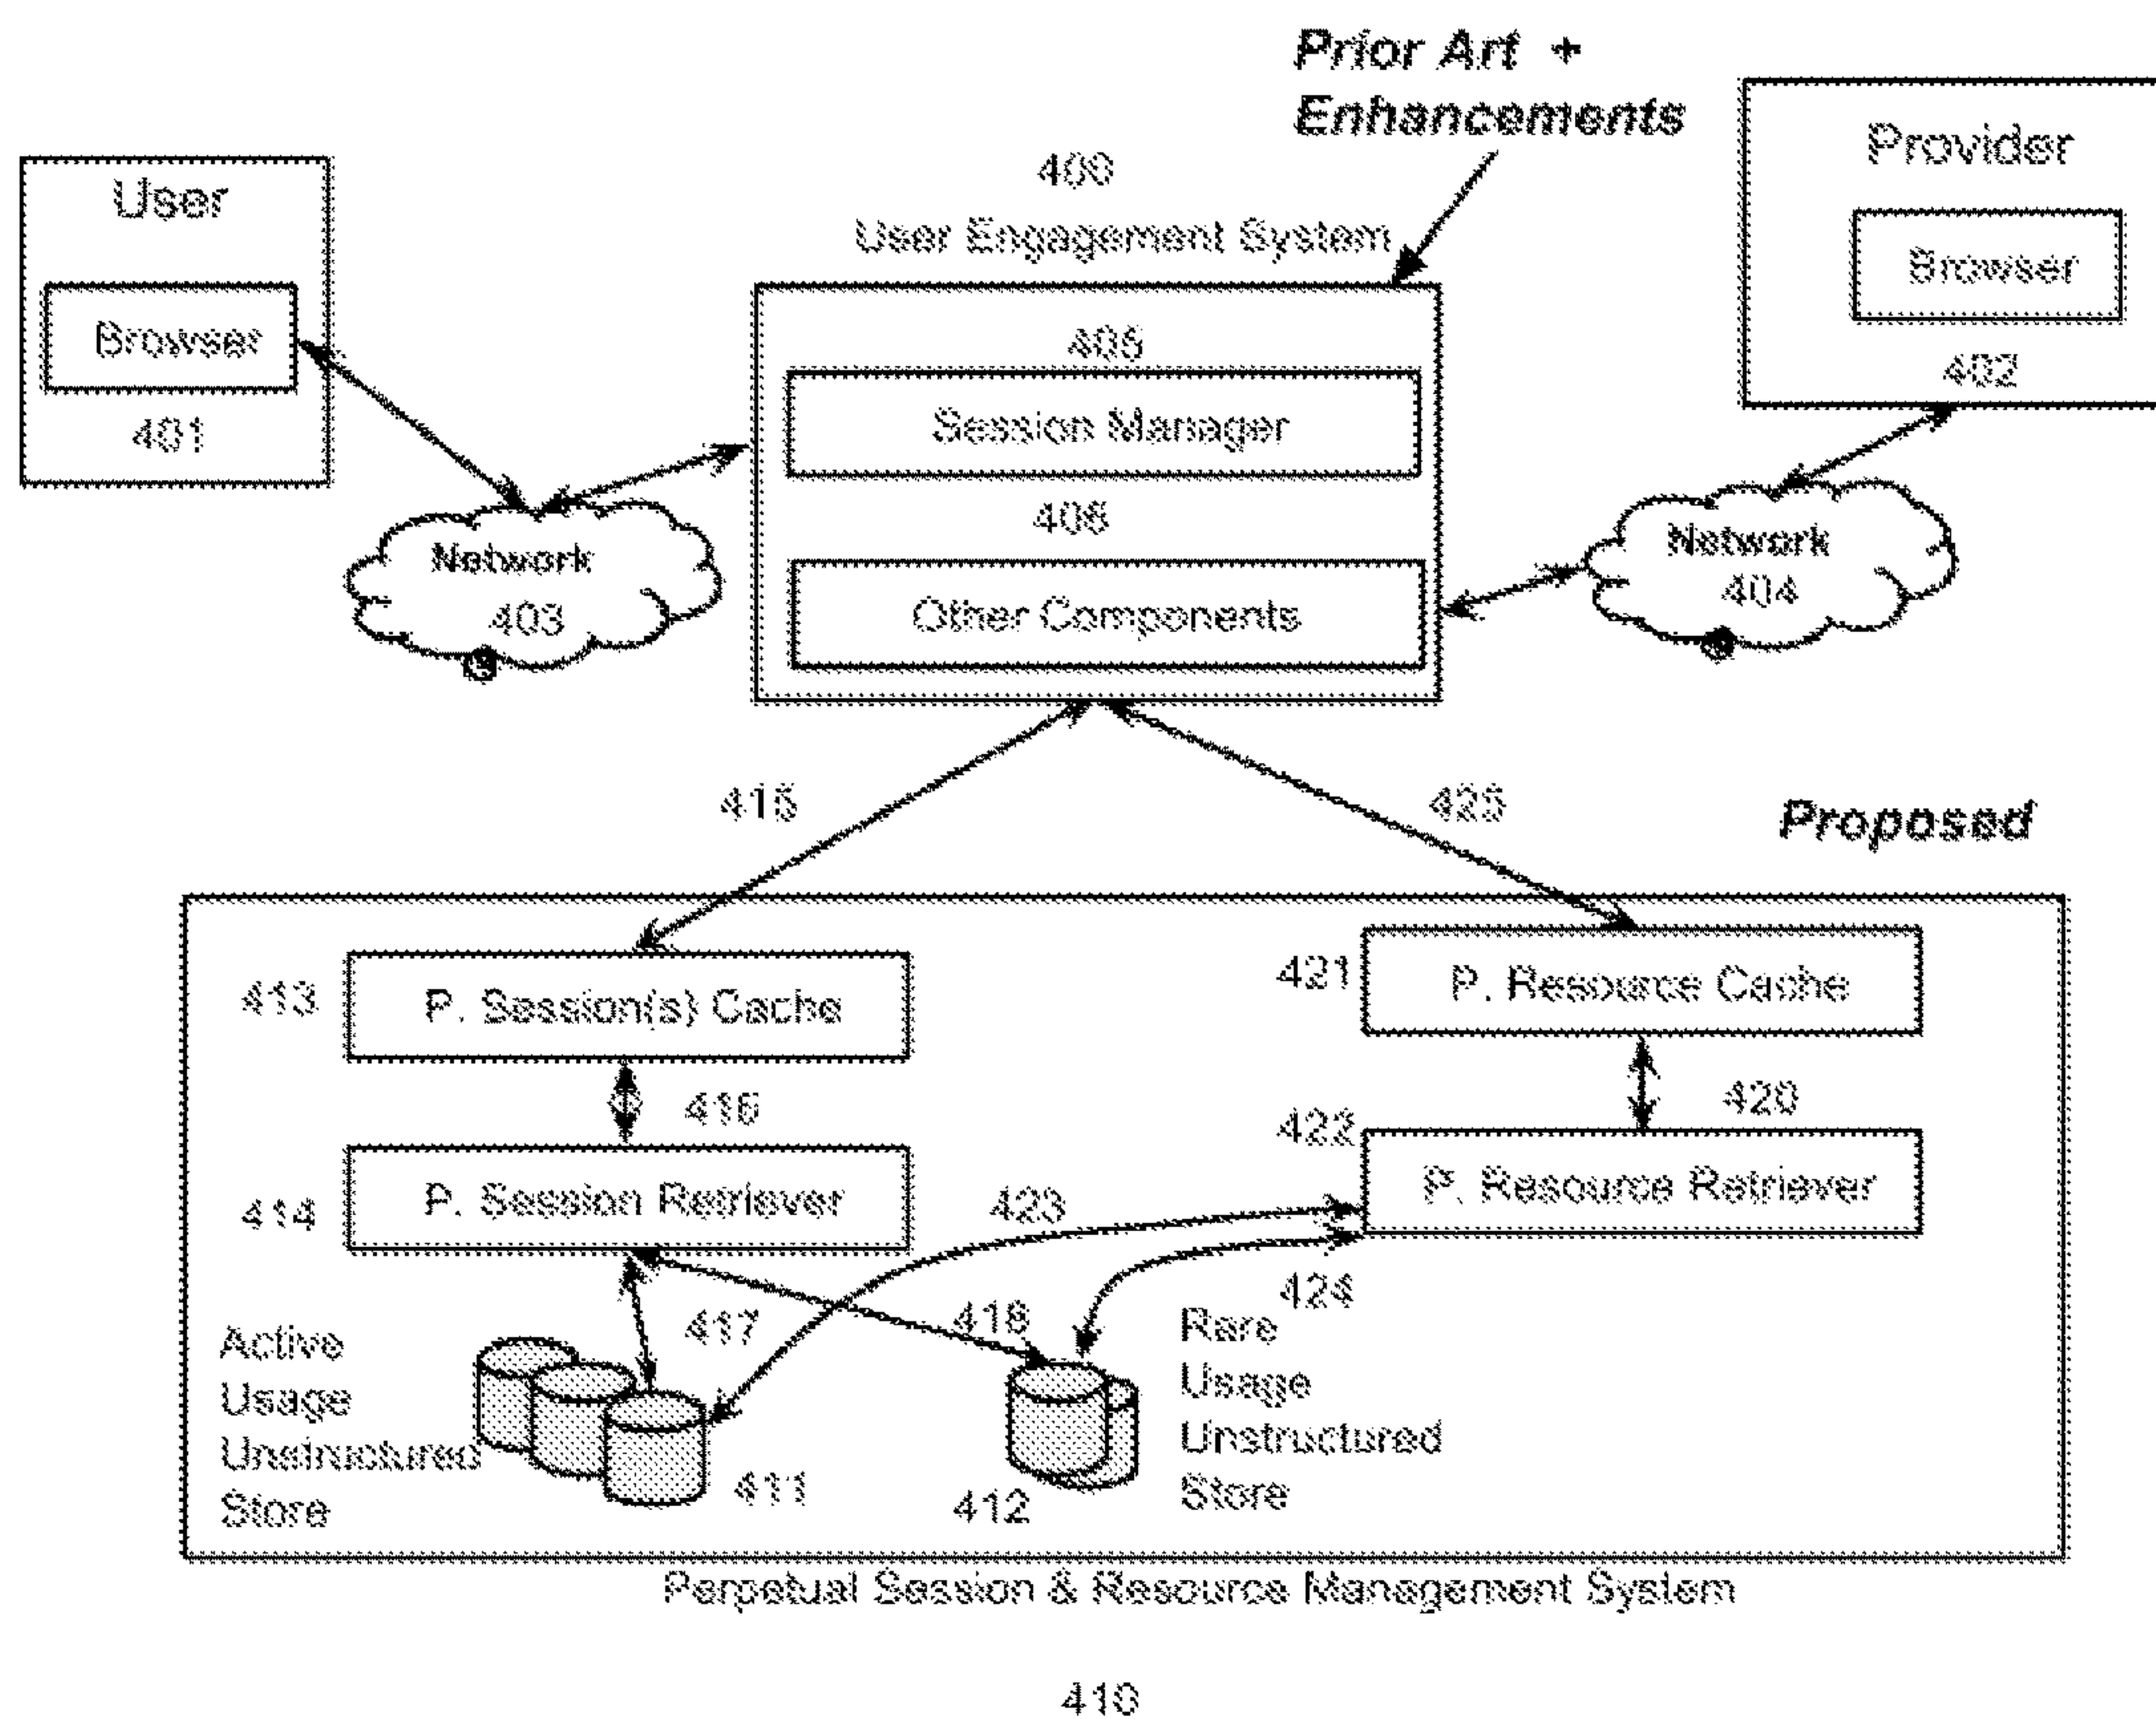 Prior Art +
Enhancements
User
Browser
401
400
User Engagement System
405
Session Manager
406
Other Components
Provider
Browser
402
Network
403
Network
404
415
425
Proposed
413
P. Session(s) Cache
421
P. Resource Cache
416
420
414
P. Session Retriever
422
P. Resource Retriever
423
424
417
418
Active
Usage
Unstructured
Store
411
412
Rare
Usage
Unstructured
Store
Perpetual Session & Resource Management System
410